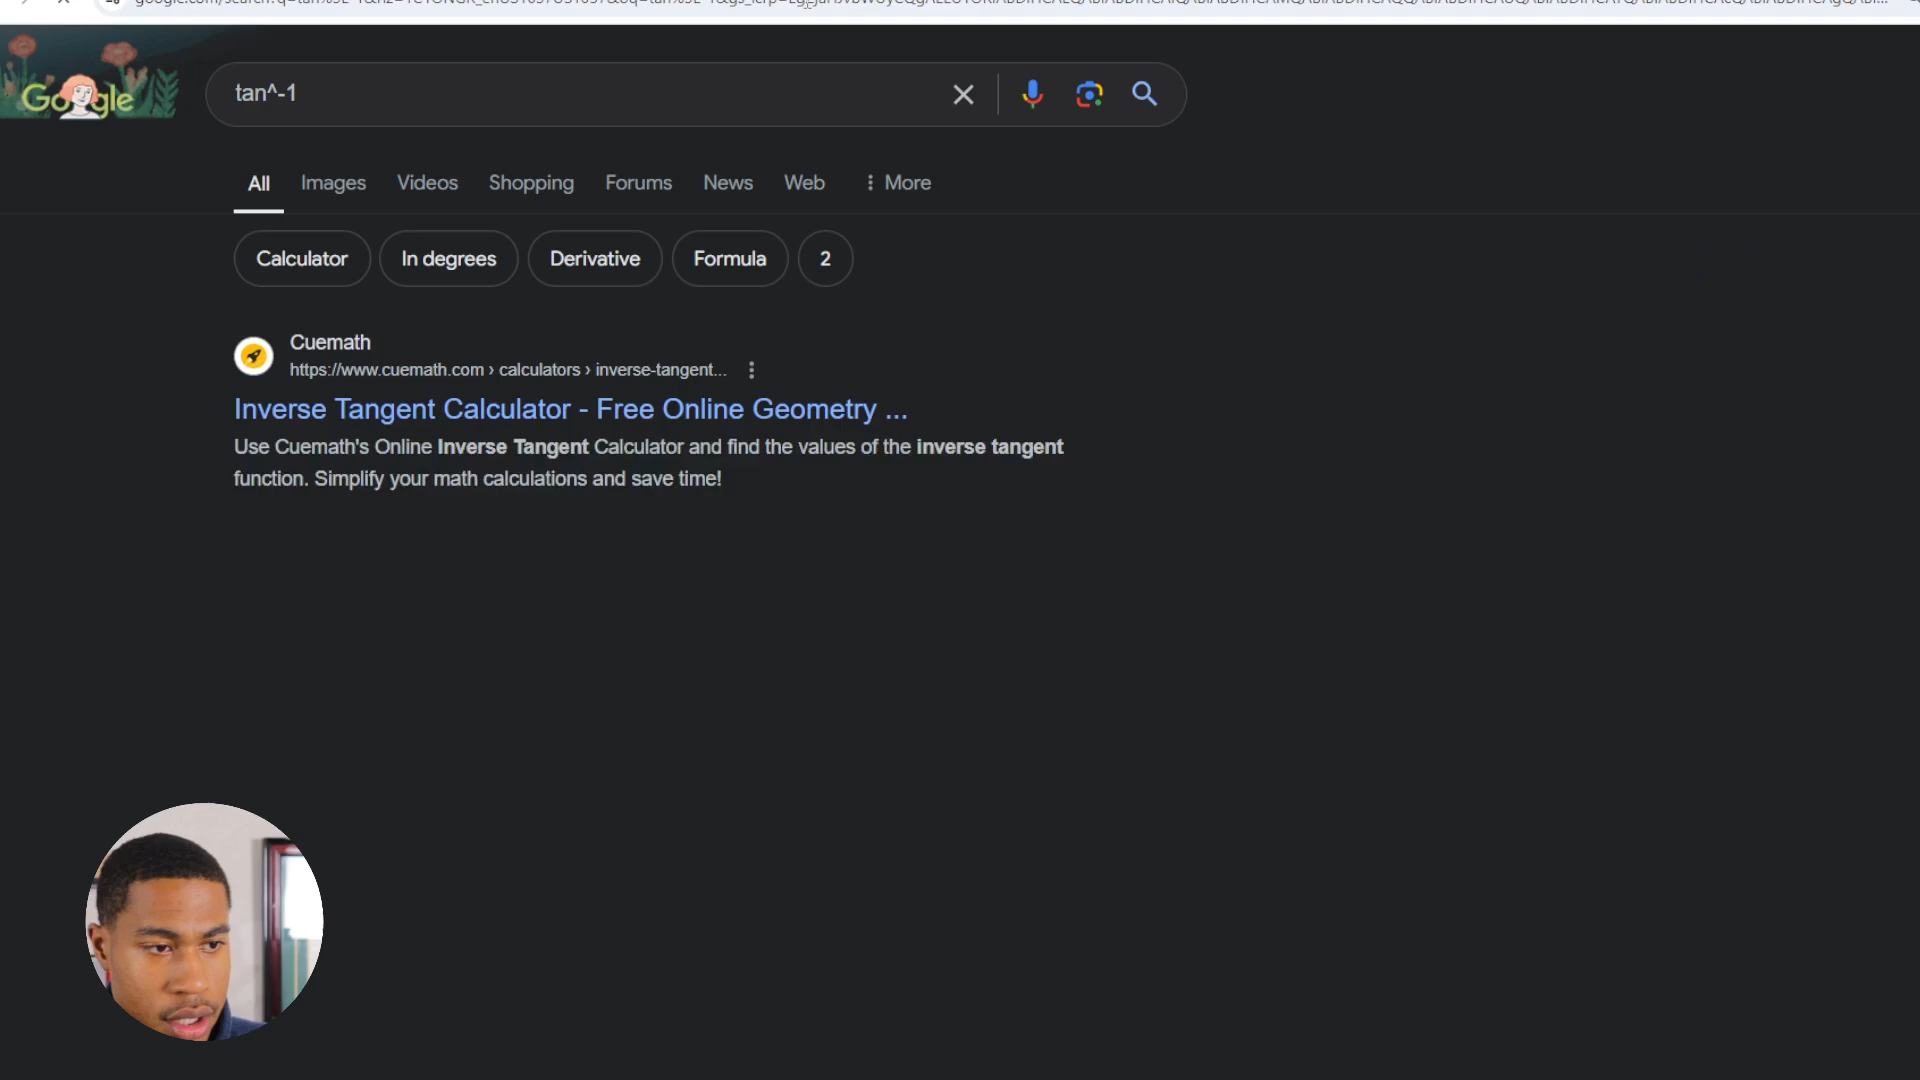 Google
tan^-1
All Images Videos Shopping Forums News Web More
Calculator In degrees Derivative Formula 2
Cuemath
https://www.cuemath.com › calculators › inverse-tangent...
Inverse Tangent Calculator - Free Online Geometry ...
Use Cuemath's Online Inverse Tangent Calculator and find the values of the inverse tangent
function. Simplify your math calculations and save time!